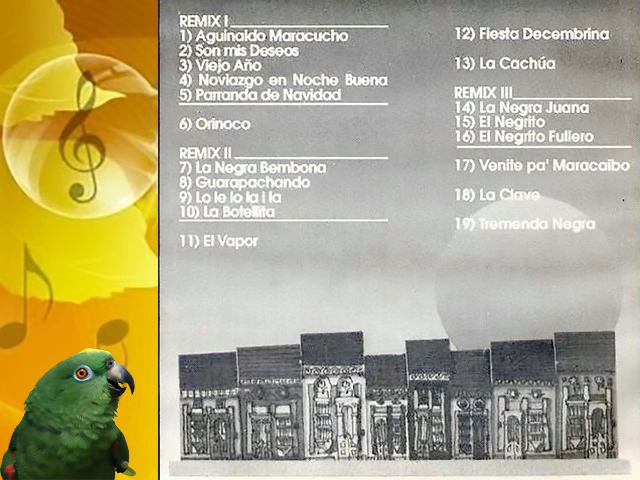 REMIX I
1) Aguinaldo Maracucho
2) Son mis Deseos
3) Viejo Año
4) Noviazgo en Noche Buena
5) Parranda de Navidad
6) Orinoco
REMIX II
7) La Negra Bembona
8) Guarapachando
9) Lo le lo la i la
10) La Botellita
11) El Vapor
12) Fiesta Decembrina
13) La Cachúa
REMIX III
14) La Negra Juana
15) El Negrito
16) El Negrito Fullero
17) Venite pa' Maracaibo
18) La Clave
19) Tremenda Negra